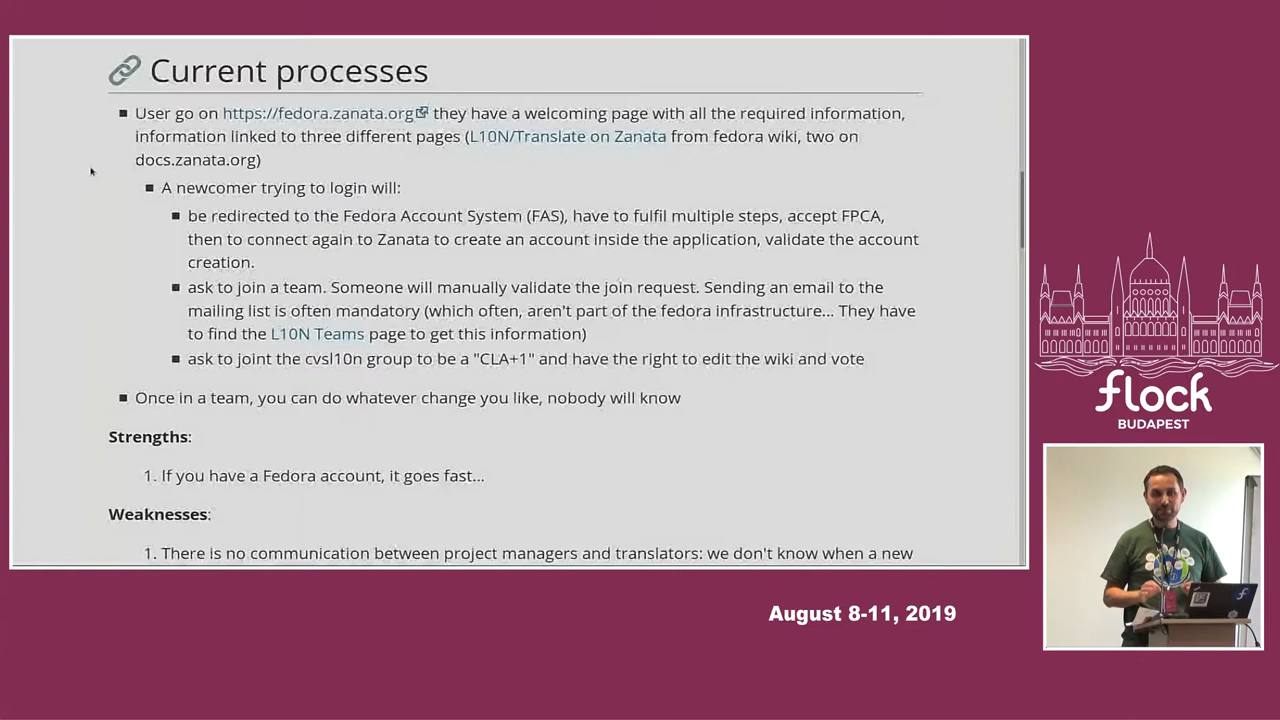 Current processes
User go on https://fedora.zanata.org they have a welcoming page with all the required information,
information linked to three different pages (L10N/Translate on Zanata from fedora wiki, two on
docs.zanata.org)
A newcomer trying to login will:
be redirected to the Fedora Account System (FAS), have to fulfil multiple steps, accept FPCA,
then to connect again to Zanata to create an account inside the application, validate the account
creation.
ask to join a team. Someone will manually validate the join request. Sending an email to the
mailing list is often mandatory (which often, aren't part of the fedora infrastructure... They have
to find the L10N Teams page to get this information)
ask to joint the cvsl10n group to be a "CLA+1" and have the right to edit the wiki and vote
Once in a team, you can do whatever change you like, nobody will know
Strengths:
1. If you have a Fedora account, it goes fast...
Weaknesses:
1. There is no communication between project managers and translators: we don't know when a new
flock
BUDAPEST
August 8-11, 2019